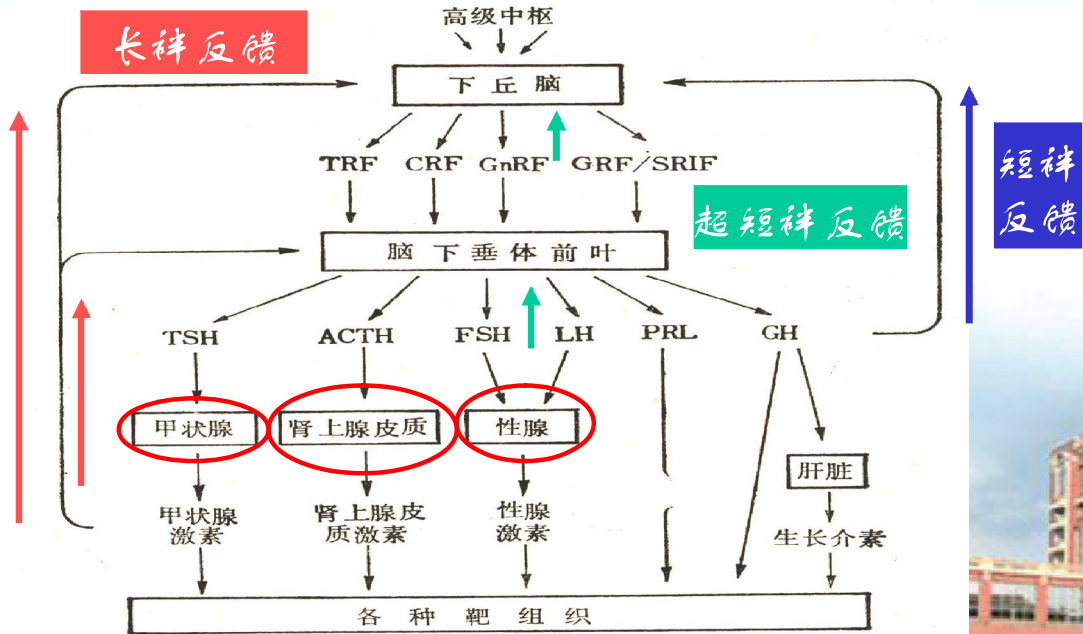 高级中枢
长袢反馈
下丘脑
TRF CRF GnRF GRF/SRIF
短袢
反馈
超短袢反馈
脑下垂体前叶
TSH ACTH FSH LH PRL GH
甲状腺 肾上腺皮质 性腺
肝脏
甲状腺
激素
肾上腺皮
质激素
性腺
激素
生长介素
各种靶组织